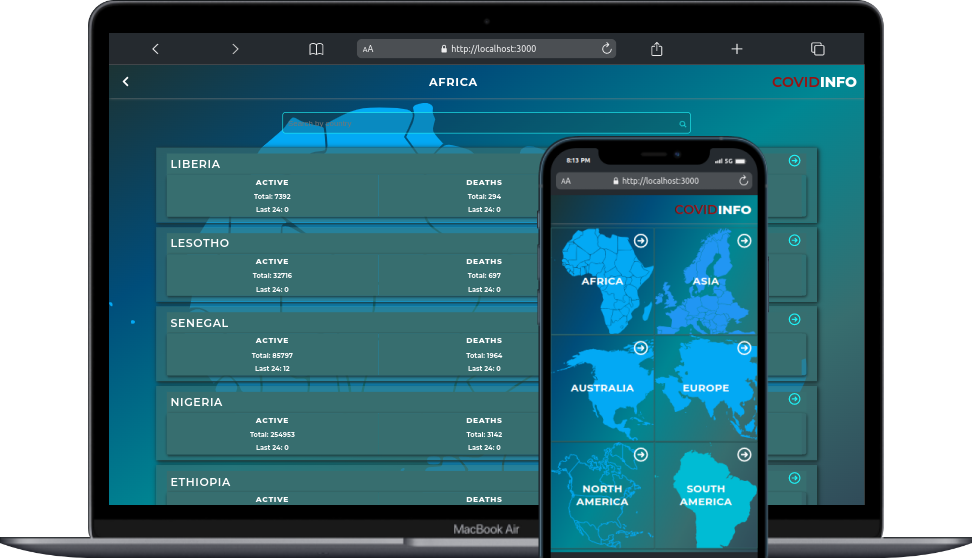 AA http://localhost:3000
AFRICA
COVIDINFO
LIBERIA
ACTIVE DEATHS
Total: 7392 Total: 294
Last 24: 0 Last 24: 0
LESOTHO
ACTIVE DEATHS
Total: 32716 Total: 697
Last 24: 0 Last 24: 0
SENEGAL
ACTIVE DEATHS
Total: 85797 Total: 1964
Last 24: 12 Last 24: 0
NIGERIA
ACTIVE DEATHS
Total: 254953 Total: 3142
Last 24: 0 Last 24: 0
ETHIOPIA
ACTIVE DEATHS
MacBook Air
8:13 PM 5G
AA http://localhost:3000
COVIDINFO
AFRICA ASIA
AUSTRALIA EUROPE
NORTH
AMERICA
SOUTH
AMERICA